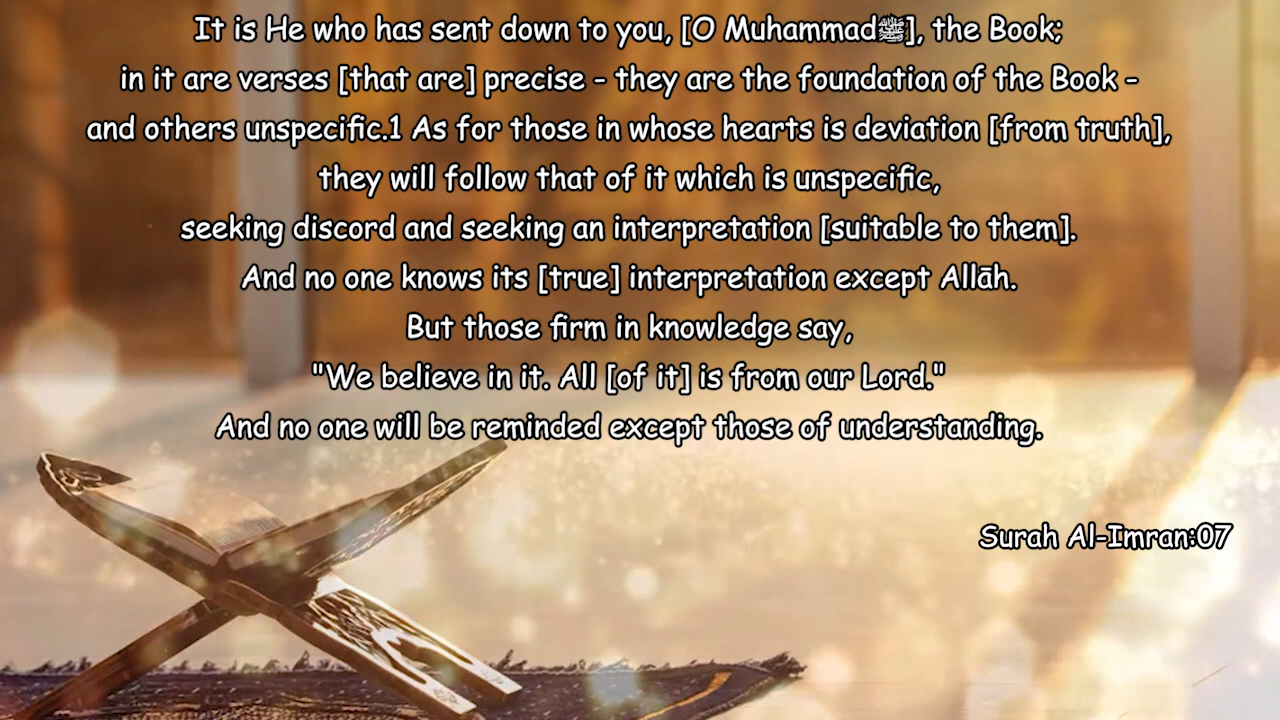 It is He who has sent down to you, [O Muhammadﷺ], the Book;
in it are verses [that are] precise – they are the foundation of the Book –
and others unspecific.1 As for those in whose hearts is deviation [from truth],
they will follow that of it which is unspecific,
seeking discord and seeking an interpretation [suitable to them].
And no one knows its [true] interpretation except Allāh.
But those firm in knowledge say,
"We believe in it. All [of it] is from our Lord."
And no one will be reminded except those of understanding.
Surah Al-Imran:07